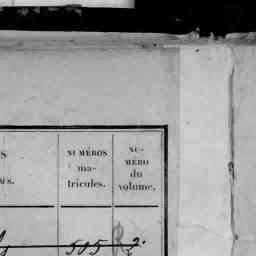 S
NUMÉROS
ma-
tricules.
NU-
MÉRO
du
volume.
505 2.